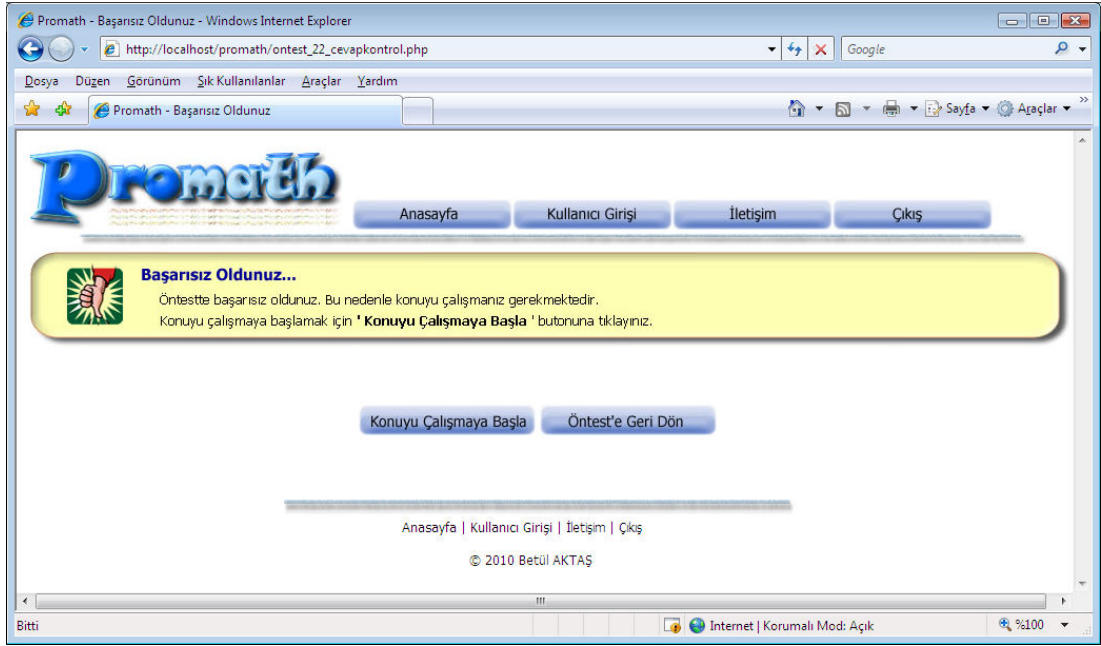 Promath - Başarısız Oldunuz - Windows Internet Explorer
http://localhost/promath/ontest_22_cevapkontrol.php
Google
Dosya Düzen Görünüm Sık Kullanılanlar Araçlar Yardım
Promath - Başarısız Oldunuz
Sayfa
Araçlar
Promath
Anasayfa Kullanıcı Girişi İletişim Çıkış
Başarısız Oldunuz...
Öntestte başarısız oldunuz. Bu nedenle konuyu çalışmanız gerekmektedir.
Konuyu çalışmaya başlamak için ' Konuyu Çalışmaya Başla ' butonuna tıklayınız.
Konuyu Çalışmaya Başla Öntest'e Geri Dön
Anasayfa | Kullanıcı Girişi | İletişim | Çıkış
© 2010 Betül AKTAŞ
Bitti
Internet | Korumalı Mod: Açık
%100